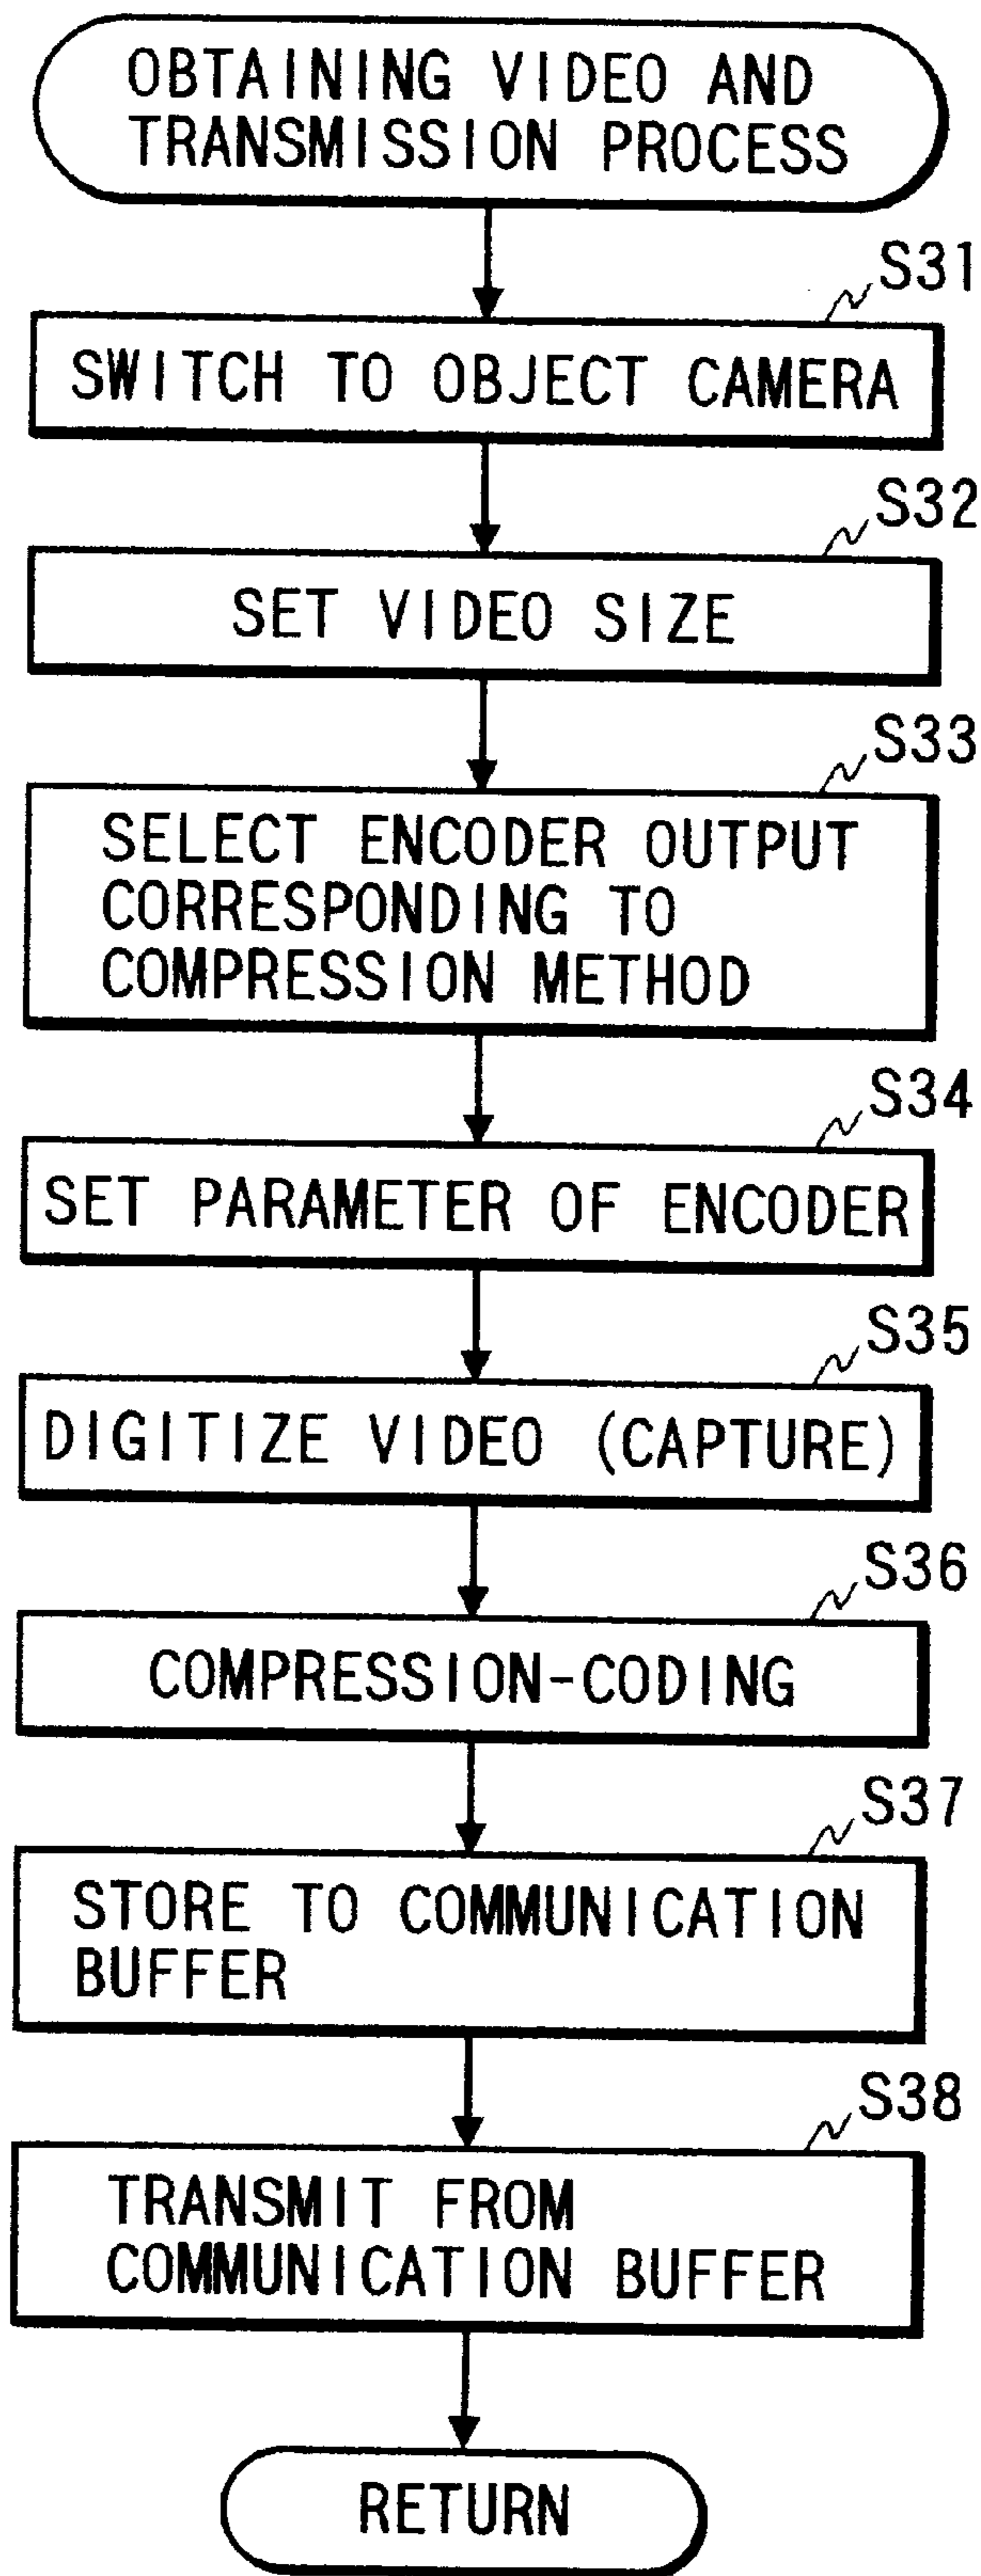 OBTAINING VIDEO AND
TRANSMISSION PROCESS
S31
SWITCH TO OBJECT CAMERA
S32
SET VIDEO SIZE
S33
SELECT ENCODER OUTPUT
CORRESPONDING TO
COMPRESSION METHOD
S34
SET PARAMETER OF ENCODER
S35
DIGITIZE VIDEO (CAPTURE)
S36
COMPRESSION-CODING
S37
STORE TO COMMUNICATION
BUFFER
S38
TRANSMIT FROM
COMMUNICATION BUFFER
RETURN